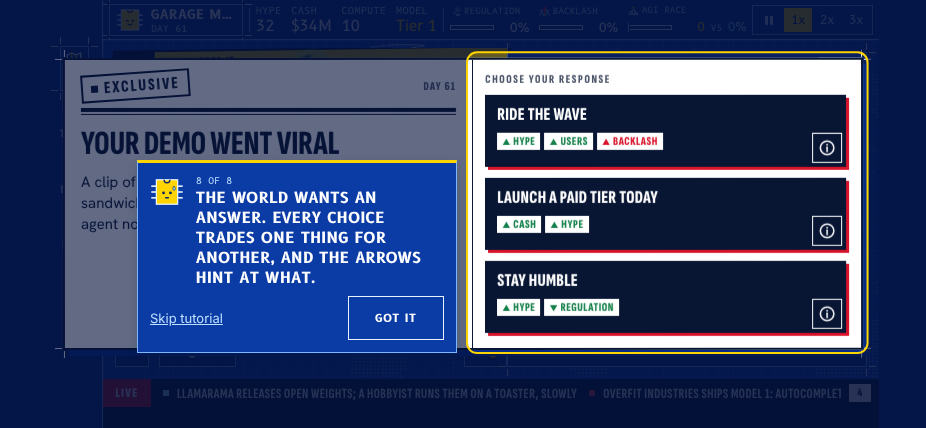 GARAGE M...
DAY 61
HYPE
32
CASH
$34M
COMPUTE
10
MODEL
Tier 1
REGULATION
0%
BACKLASH
0%
AGI RACE
0 VS 0%
1x
2x
3x
EXCLUSIVE
DAY 61
YOUR DEMO WENT VIRAL
A clip of
sandwich
agent no
8 OF 8
THE WORLD WANTS AN
ANSWER. EVERY CHOICE
TRADES ONE THING FOR
ANOTHER, AND THE ARROWS
HINT AT WHAT.
Skip tutorial
GOT IT
CHOOSE YOUR RESPONSE
RIDE THE WAVE
▲ HYPE ▲ USERS ▲ BACKLASH
LAUNCH A PAID TIER TODAY
▲ CASH ▲ HYPE
STAY HUMBLE
▲ HYPE ▼ REGULATION
LIVE
LLAMARAMA RELEASES OPEN WEIGHTS; A HOBBYIST RUNS THEM ON A TOASTER, SLOWLY
OVERFIT INDUSTRIES SHIPS MODEL 1: AUTOCOMPLET
4